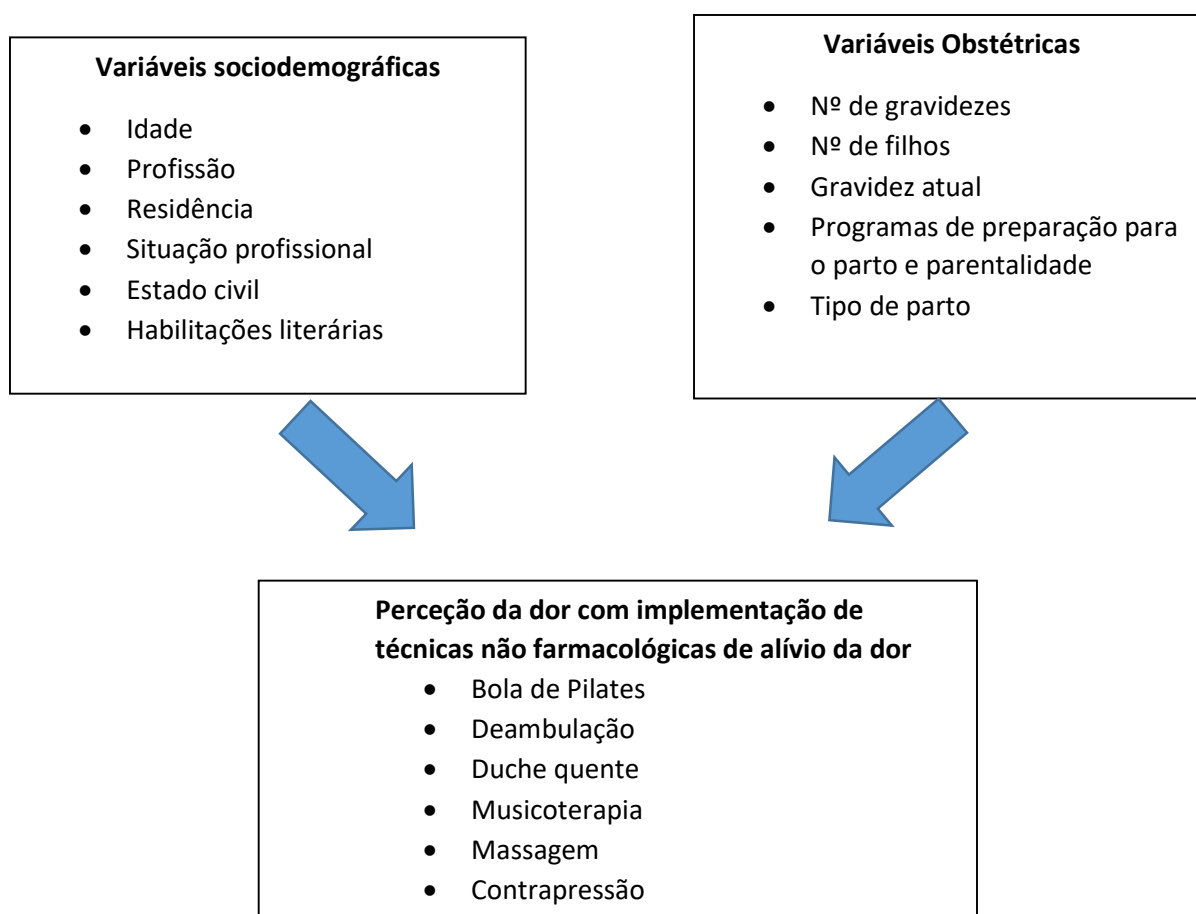 Variáveis sociodemográficas
• Idade
• Profissão
• Residência
• Situação profissional
• Estado civil
• Habilitações literárias
Variáveis Obstétricas
• Nº de gravidezes
• Nº de filhos
• Gravidez atual
• Programas de preparação para
o parto e parentalidade
• Tipo de parto
Perceção da dor com implementação de
técnicas não farmacológicas de alívio da dor
• Bola de Pilates
• Deambulação
• Duche quente
• Musicoterapia
• Massagem
• Contrapressão